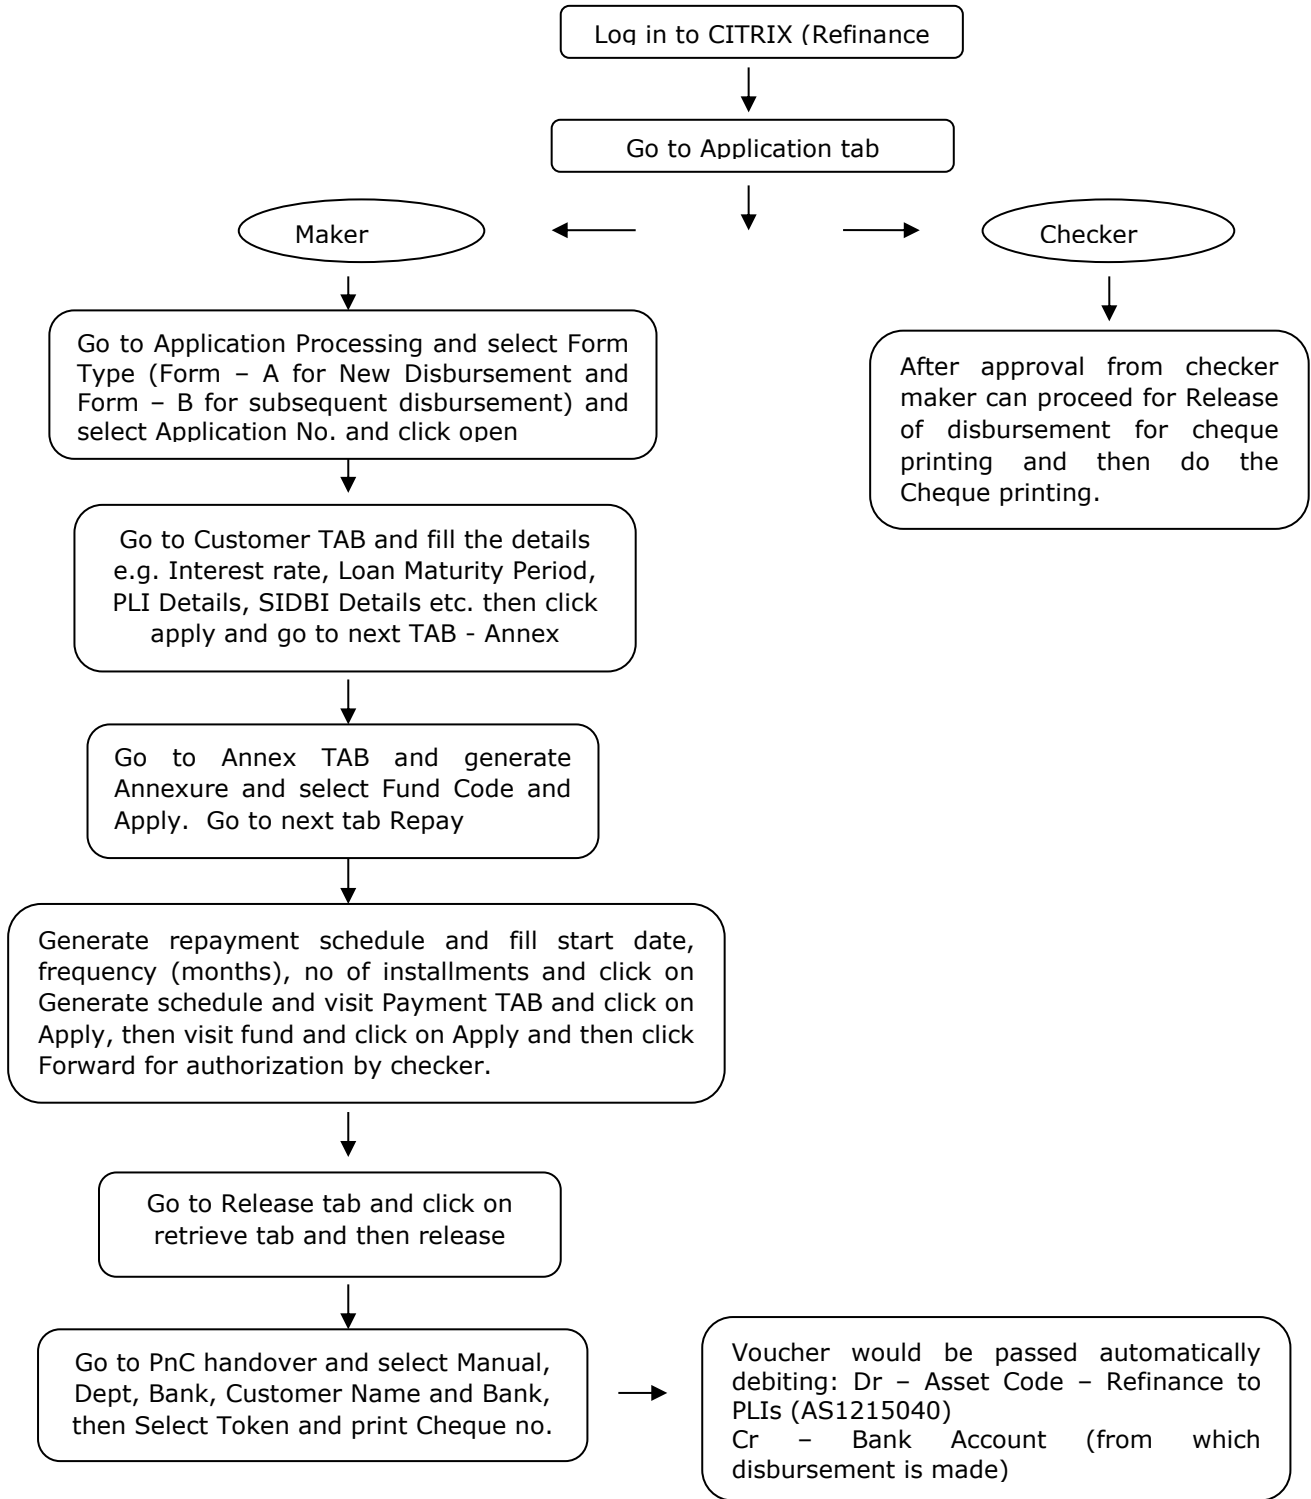 Log in to CITRIX (Refinance
Go to Application tab
Maker
Checker
Go to Application Processing and select Form
Type (Form – A for New Disbursement and
Form – B for subsequent disbursement) and
select Application No. and click open
After approval from checker
maker can proceed for Release
of disbursement for cheque
printing and then do the
Cheque printing.
Go to Customer TAB and fill the details
e.g. Interest rate, Loan Maturity Period,
PLI Details, SIDBI Details etc. then click
apply and go to next TAB - Annex
Go to Annex TAB and generate
Annexure and select Fund Code and
Apply. Go to next tab Repay
Generate repayment schedule and fill start date,
frequency (months), no of installments and click on
Generate schedule and visit Payment TAB and click on
Apply, then visit fund and click on Apply and then click
Forward for authorization by checker.
Go to Release tab and click on
retrieve tab and then release
Go to PnC handover and select Manual,
Dept, Bank, Customer Name and Bank,
then Select Token and print Cheque no.
Voucher would be passed automatically
debiting: Dr – Asset Code – Refinance to
PLIs (AS1215040)
Cr – Bank Account (from which
disbursement is made)